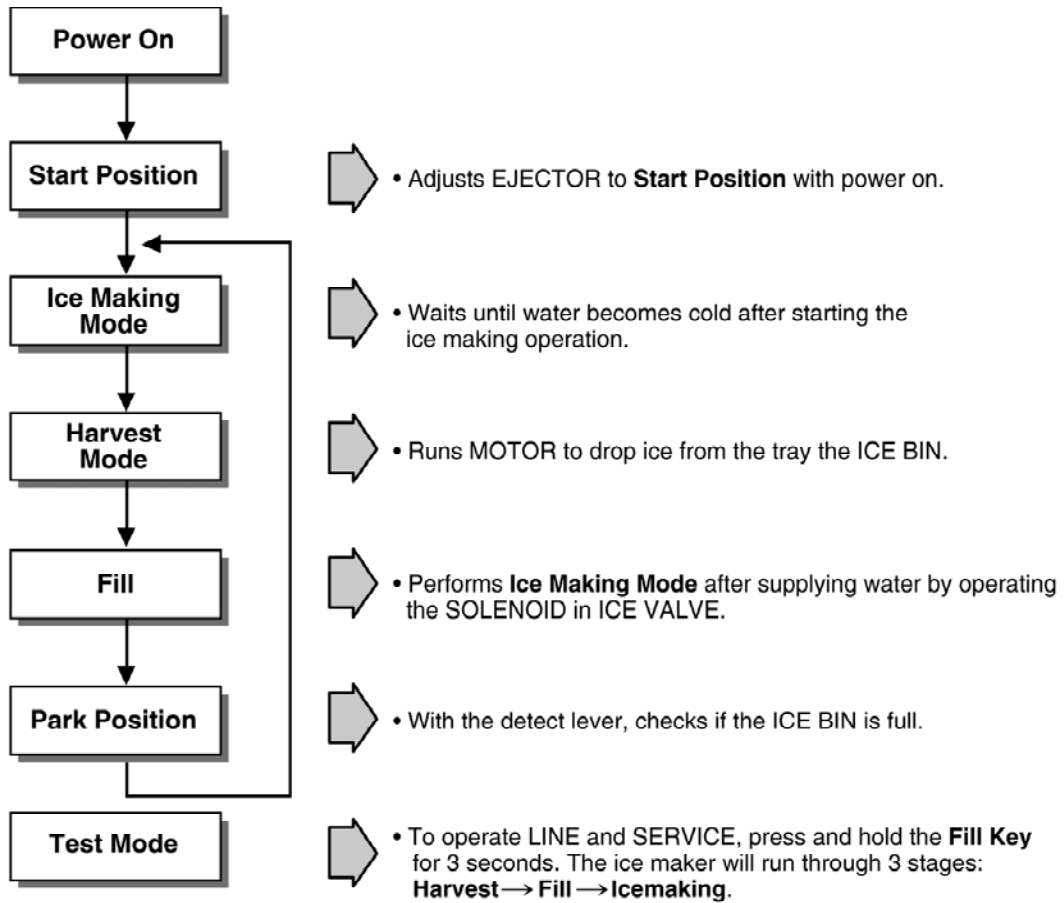 Power On
Start Position
• Adjusts EJECTOR to Start Position with power on.
Ice Making
Mode
• Waits until water becomes cold after starting the
ice making operation.
Harvest
Mode
• Runs MOTOR to drop ice from the tray the ICE BIN.
Fill
• Performs Ice Making Mode after supplying water by operating
the SOLENOID in ICE VALVE.
Park Position
• With the detect lever, checks if the ICE BIN is full.
Test Mode
• To operate LINE and SERVICE, press and hold the Fill Key
for 3 seconds. The ice maker will run through 3 stages:
Harvest→Fill→Icemaking.